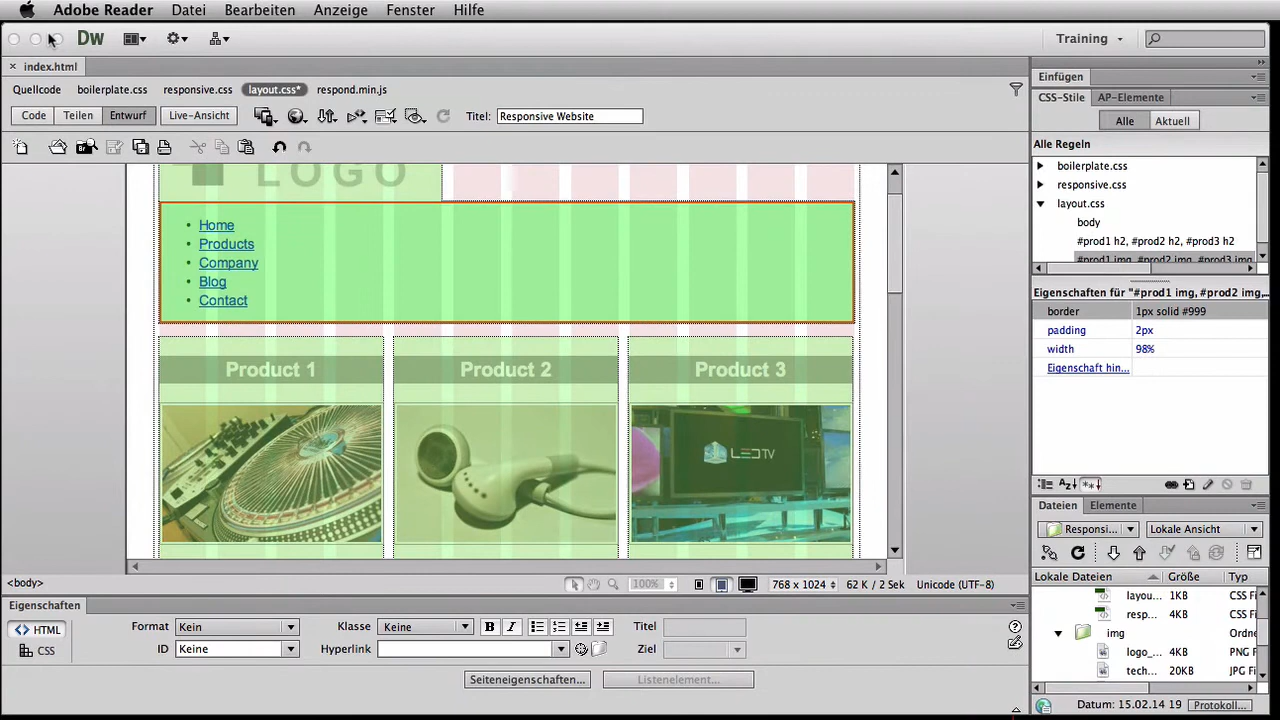 Adobe Reader Datei Bearbeiten Anzeige Fenster Hilfe
Dw Training
index.html
Quellcode boilerplate.css responsive.css layout.css* respond.min.js
Code Teilen Entwurf Live-Ansicht Titel: Responsive Website
LOGO
Home
Products
Company
Blog
Contact
Product 1 Product 2 Product 3
LEDTV
<body> 100% 768 x 1024 62 K / 2 Sek Unicode (UTF-8)
Eigenschaften
HTML Format Kein Klasse Keine B I Titel
CSS ID Keine Hyperlink Ziel
Seiteneigenschaften... Listenelement...
Einfügen
CSS-Stile AP-Elemente
Alle Aktuell
Alle Regeln
boilerplate.css
responsive.css
layout.css
body
#prod1 h2, #prod2 h2, #prod3 h2
#prod1 img, #prod2 img, #prod3 img
Eigenschaften für "#prod1 img, #prod2 img,...
border 1px solid #999
padding 2px
width 98%
Eigenschaft hin...
Dateien Elemente
Responsi... Lokale Ansicht
Lokale Dateien Größe Typ
layou... 1KB CSS Fi
resp... 4KB CSS Fi
img Ordne
logo_... 4KB PNG F
tech... 20KB JPG Fi
Datum: 15.02.14 19 Protokoll...